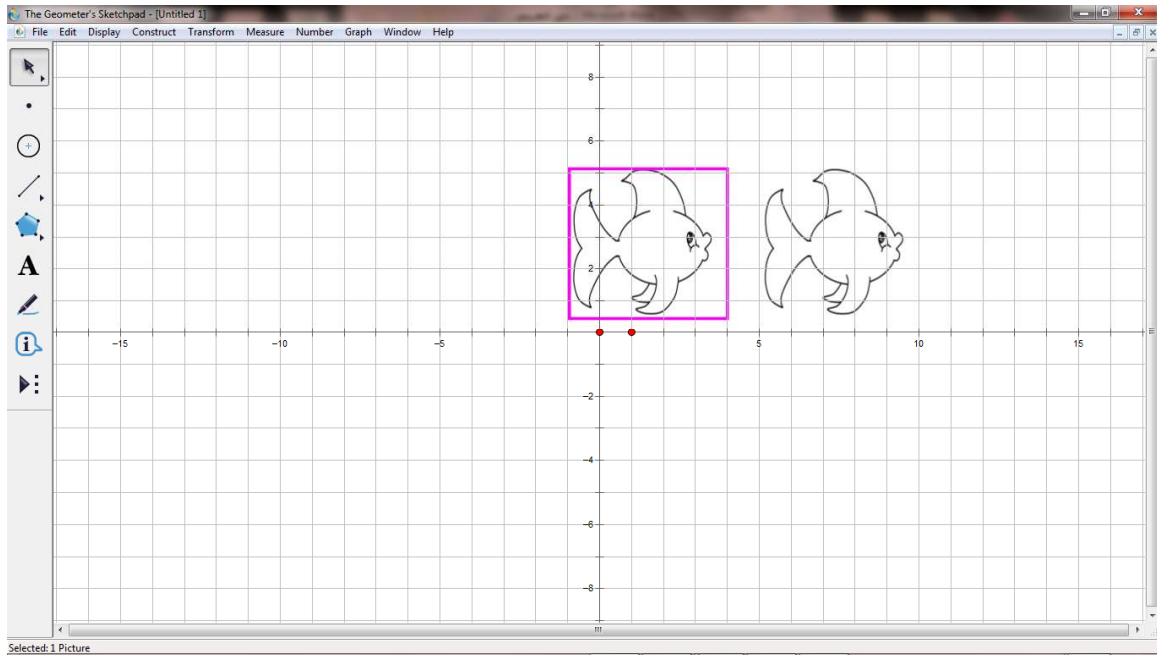 The Geometer's Sketchpad - [Untitled 1]
File Edit Display Construct Transform Measure Number Graph Window Help
8
6
4
2
-15 -10 -5 5 10 15
-2
-4
-6
-8
A
Selected: 1 Picture